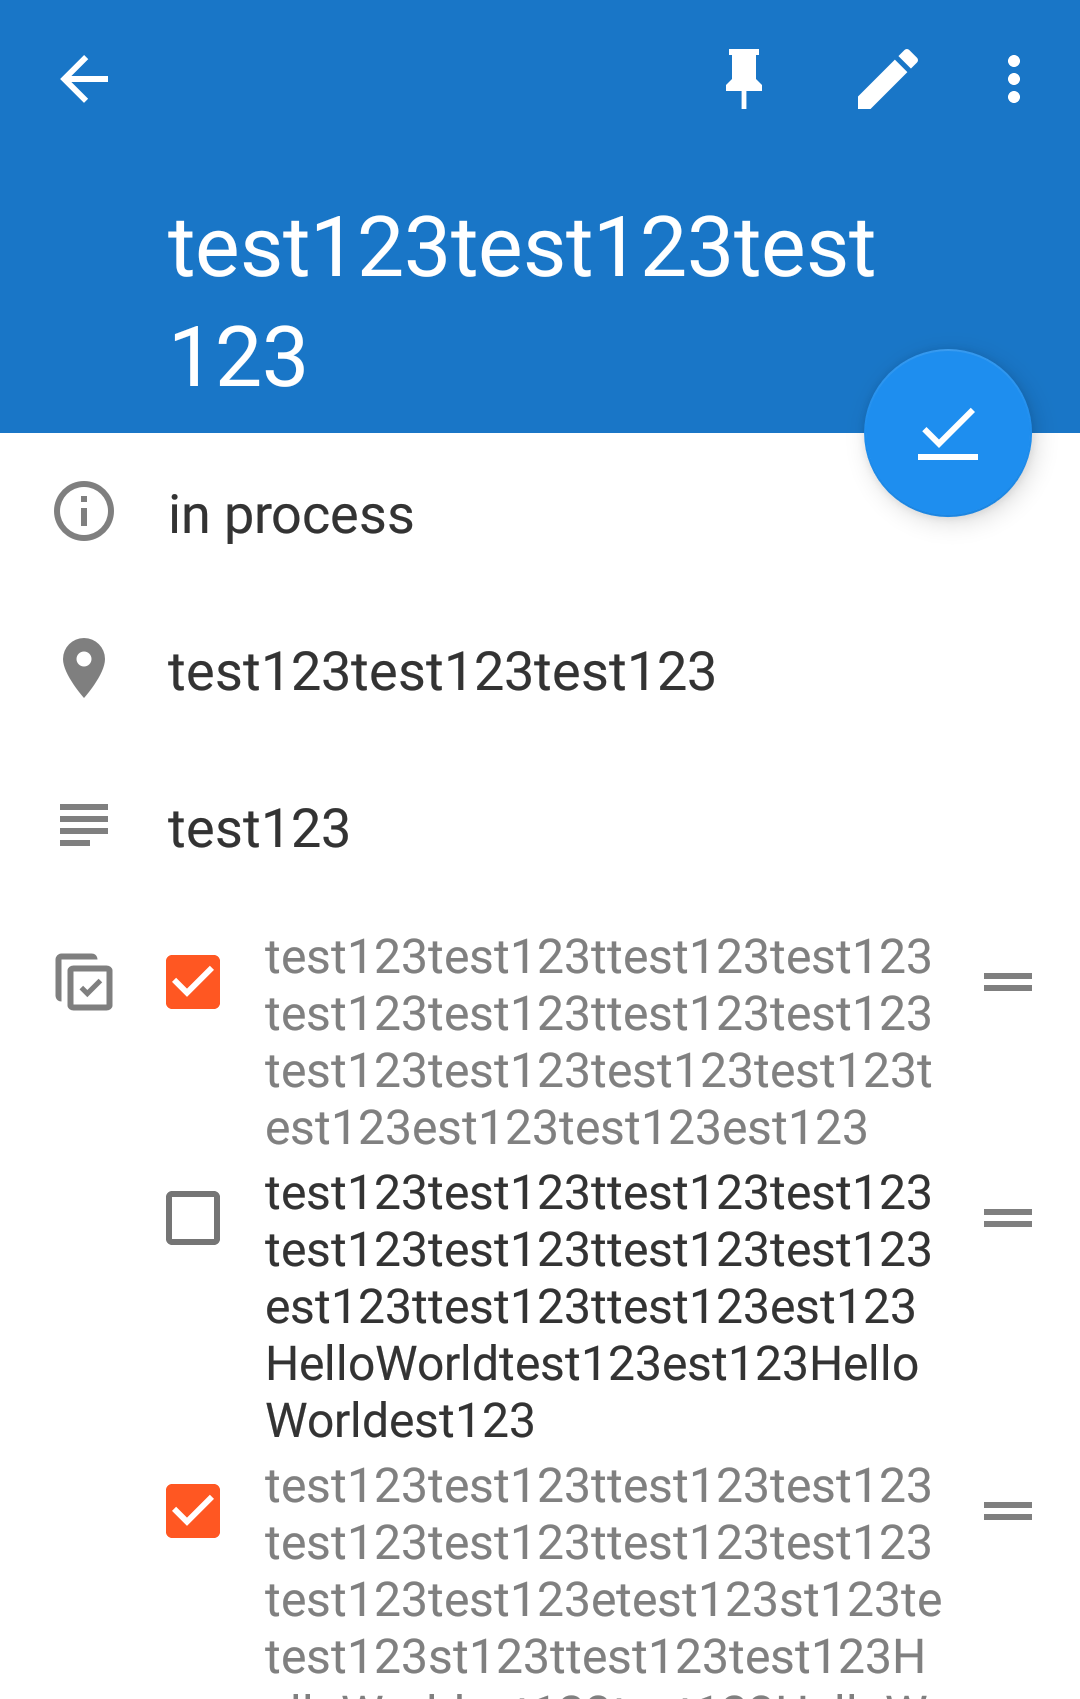 test123test123test
123
in process
test123test123test123
test123
test123test123ttest123test123
test123test123ttest123test123
test123test123test123test123t
est123est123test123est123
test123test123ttest123test123
test123test123ttest123test123
est123ttest123ttest123est123
HelloWorldtest123est123Hello
Worldest123
test123test123ttest123test123
test123test123ttest123test123
test123test123etest123st123te
test123st123ttest123test123H